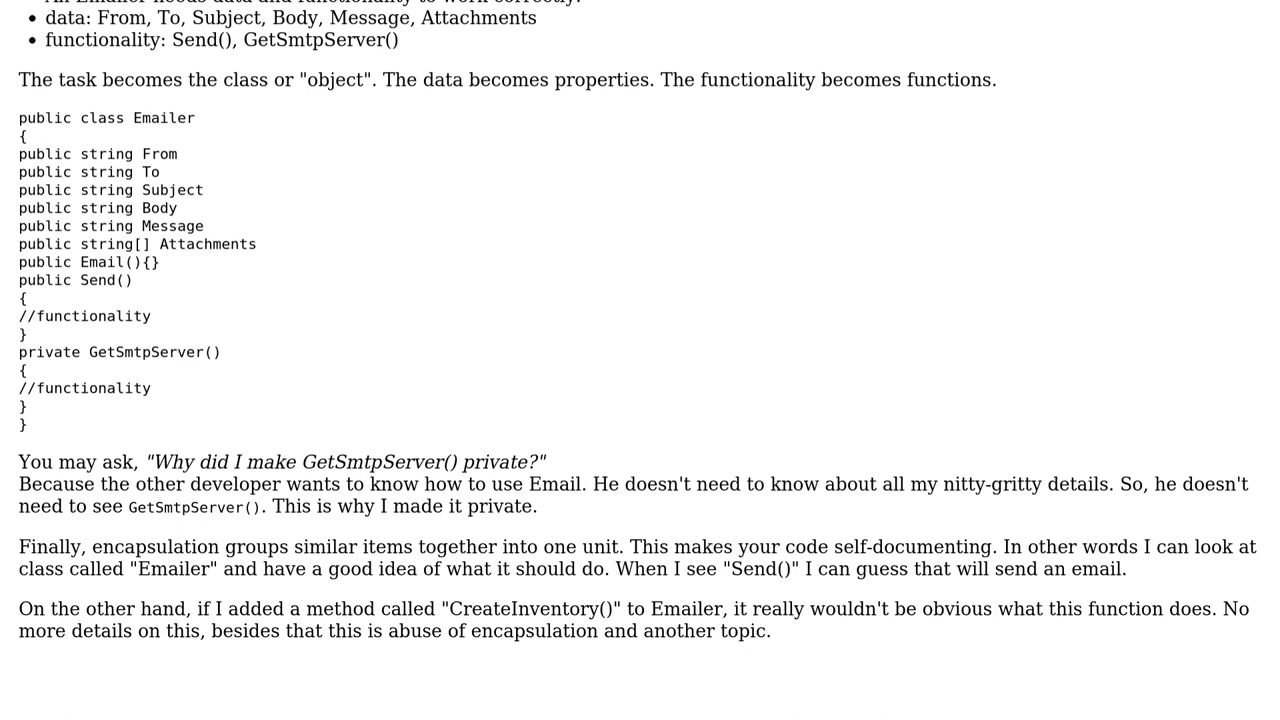 An Emailer needs data and functionality to work correctly.
• data: From, To, Subject, Body, Message, Attachments
• functionality: Send(), GetSmtpServer()
The task becomes the class or "object". The data becomes properties. The functionality becomes functions.
public class Emailer
{
public string From
public string To
public string Subject
public string Body
public string Message
public string[] Attachments
public Email(){}
public Send()
{
//functionality
}
private GetSmtpServer()
{
//functionality
}
}
You may ask, "Why did I make GetSmtpServer() private?"
Because the other developer wants to know how to use Email. He doesn't need to know about all my nitty-gritty details. So, he doesn't
need to see GetSmtpServer(). This is why I made it private.
Finally, encapsulation groups similar items together into one unit. This makes your code self-documenting. In other words I can look at
class called "Emailer" and have a good idea of what it should do. When I see "Send()" I can guess that will send an email.
On the other hand, if I added a method called "CreateInventory()" to Emailer, it really wouldn't be obvious what this function does. No
more details on this, besides that this is abuse of encapsulation and another topic.